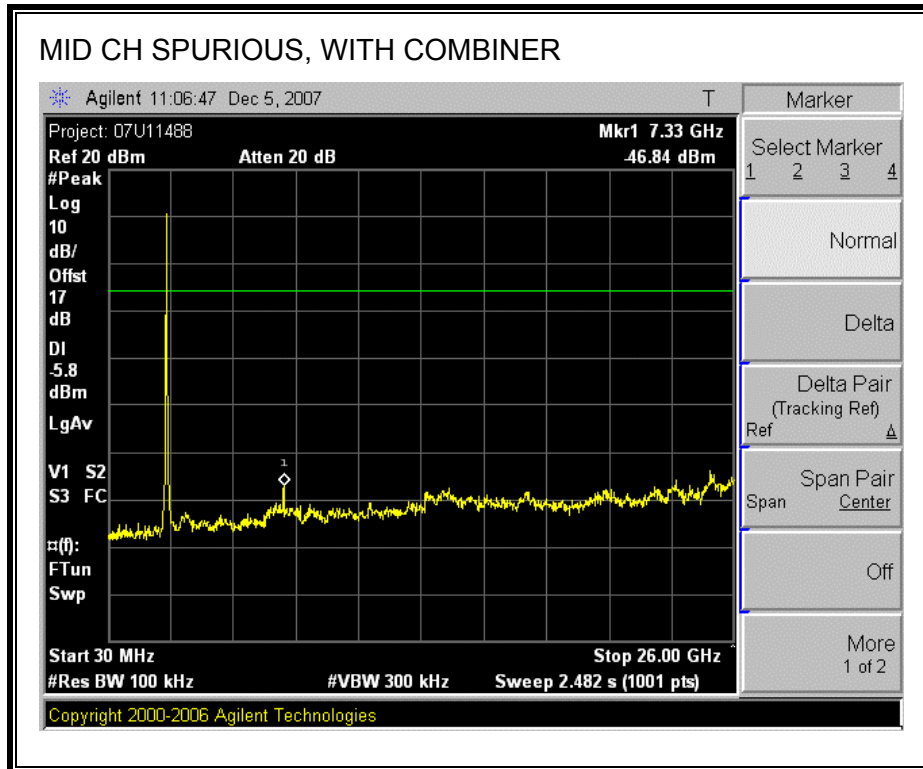 MID CH SPURIOUS, WITH COMBINER
Agilent 11:06:47 Dec 5, 2007 T
Project: 07U11488 Mkr1 7.33 GHz
Ref 20 dBm Atten 20 dB -46.84 dBm
#Peak
Log
10
dB/
Offst
17
dB
DI
-5.8
dBm
LgAv
V1 S2
S3 FC
¤(f):
FTun
Swp
1
Start 30 MHz Stop 26.00 GHz
#Res BW 100 kHz #VBW 300 kHz Sweep 2.482 s (1001 pts)
Marker
Select Marker
1 2 3 4
Normal
Delta
Delta Pair
(Tracking Ref)
Ref Δ
Span Pair
Span Center
Off
More
1 of 2
Copyright 2000-2006 Agilent Technologies